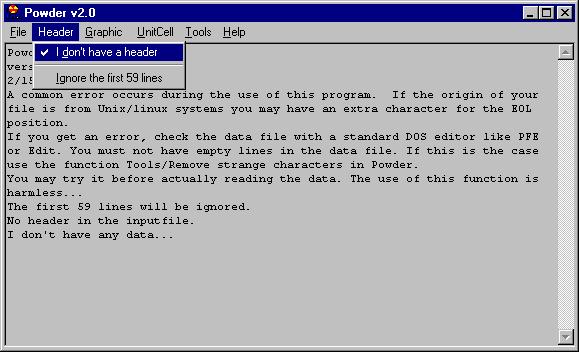 Powder v2.0
File Header Graphic UnitCell Tools Help
I don't have a header
Ignore the first 59 lines
Powd
vers
2/15
A common error occurs during the use of this program. If the origin of your
file is from Unix/linux systems you may have an extra character for the EOL
position.
If you get an error, check the data file with a standard DOS editor like PFE
or Edit. You must not have empty lines in the data file. If this is the case
use the function Tools/Remove strange characters in Powder.
You may try it before actually reading the data. The use of this function is
harmless...
The first 59 lines will be ignored.
No header in the inputfile.
I don't have any data...